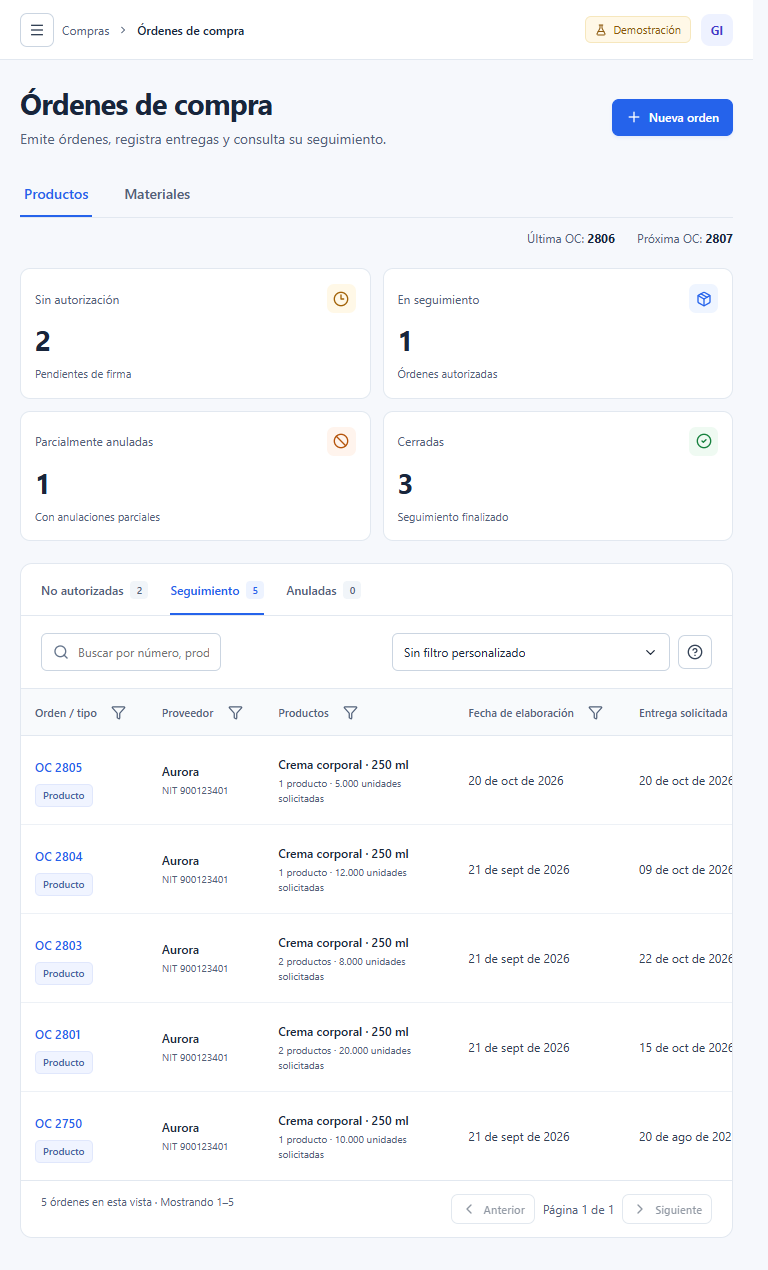 Compras > Órdenes de compra
Demostración
GI
Órdenes de compra
Emite órdenes, registra entregas y consulta su seguimiento.
Nueva orden
Productos
Materiales
Última OC: 2806
Próxima OC: 2807
Sin autorización
2
Pendientes de firma
En seguimiento
1
Órdenes autorizadas
Parcialmente anuladas
1
Con anulaciones parciales
Cerradas
3
Seguimiento finalizado
No autorizadas 2
Seguimiento 5
Anuladas 0
Buscar por número, prod
Sin filtro personalizado
Orden / tipo
Proveedor
Productos
Fecha de elaboración
Entrega solicitada
OC 2805
Producto
Aurora
NIT 900123401
Crema corporal · 250 ml
1 producto · 5.000 unidades
solicitadas
20 de oct de 2026
20 de oct de 2026
OC 2804
Producto
Aurora
NIT 900123401
Crema corporal · 250 ml
1 producto · 12.000 unidades
solicitadas
21 de sept de 2026
09 de oct de 2026
OC 2803
Producto
Aurora
NIT 900123401
Crema corporal · 250 ml
2 productos · 8.000 unidades
solicitadas
21 de sept de 2026
22 de oct de 2026
OC 2801
Producto
Aurora
NIT 900123401
Crema corporal · 250 ml
2 productos · 20.000 unidades
solicitadas
21 de sept de 2026
15 de oct de 2026
OC 2750
Producto
Aurora
NIT 900123401
Crema corporal · 250 ml
1 producto · 10.000 unidades
solicitadas
21 de sept de 2026
20 de ago de 202
5 órdenes en esta vista · Mostrando 1–5
Anterior
Página 1 de 1
Siguiente